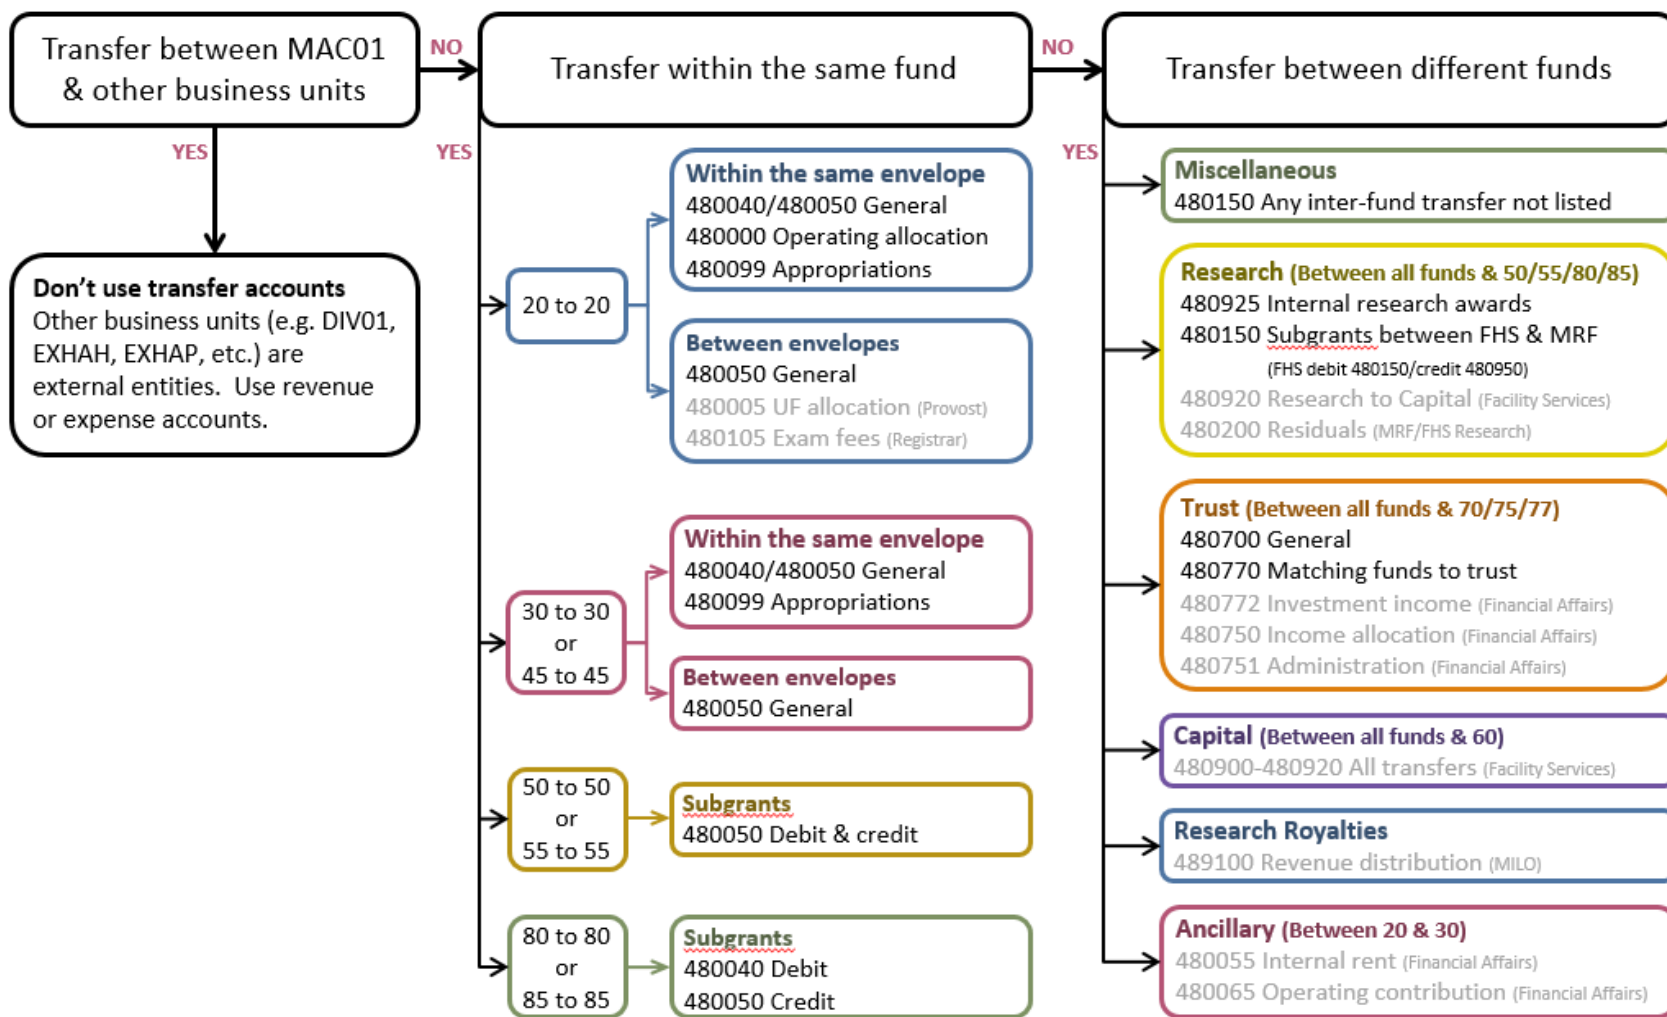 Transfer between MAC01
& other business units
NO
YES
Don't use transfer accounts
Other business units (e.g. DIV01,
EXHAH, EXHAP, etc.) are
external entities.  Use revenue
or expense accounts.
Transfer within the same fund
NO
YES
20 to 20
Within the same envelope
480040/480050 General
480000 Operating allocation
480099 Appropriations
Between envelopes
480050 General
480005 UF allocation (Provost)
480105 Exam fees (Registrar)
30 to 30
or
45 to 45
Within the same envelope
480040/480050 General
480099 Appropriations
Between envelopes
480050 General
50 to 50
or
55 to 55
Subgrants
480050 Debit & credit
80 to 80
or
85 to 85
Subgrants
480040 Debit
480050 Credit
Transfer between different funds
YES
Miscellaneous
480150 Any inter-fund transfer not listed
Research (Between all funds & 50/55/80/85)
480925 Internal research awards
480150 Subgrants between FHS & MRF
(FHS debit 480150/credit 480950)
480920 Research to Capital (Facility Services)
480200 Residuals (MRF/FHS Research)
Trust (Between all funds & 70/75/77)
480700 General
480770 Matching funds to trust
480772 Investment income (Financial Affairs)
480750 Income allocation (Financial Affairs)
480751 Administration (Financial Affairs)
Capital (Between all funds & 60)
480900-480920 All transfers (Facility Services)
Research Royalties
489100 Revenue distribution (MILO)
Ancillary (Between 20 & 30)
480055 Internal rent (Financial Affairs)
480065 Operating contribution (Financial Affairs)